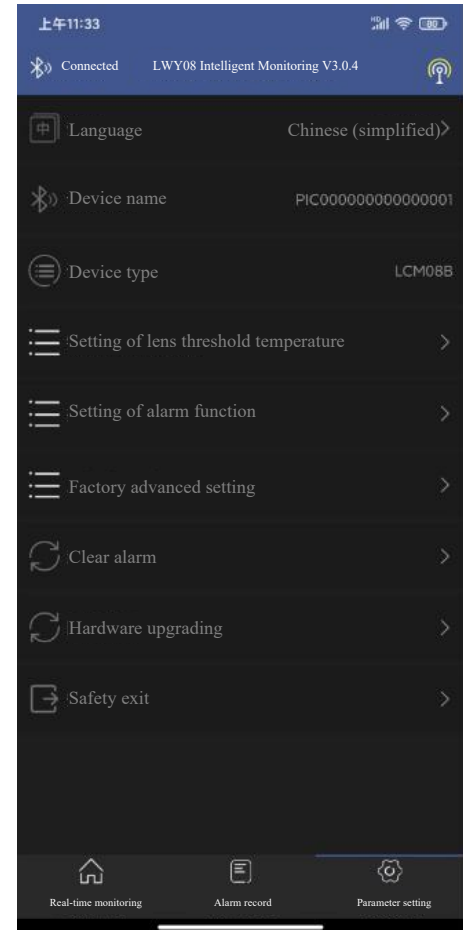 上午11:33
HD
80
Connected LWY08 Intelligent Monitoring V3.0.4
中 Language Chinese (simplified)
Device name PIC000000000000001
Device type LCM08B
Setting of lens threshold temperature
Setting of alarm function
Factory advanced setting
Clear alarm
Hardware upgrading
Safety exit
Real-time monitoring Alarm record Parameter setting